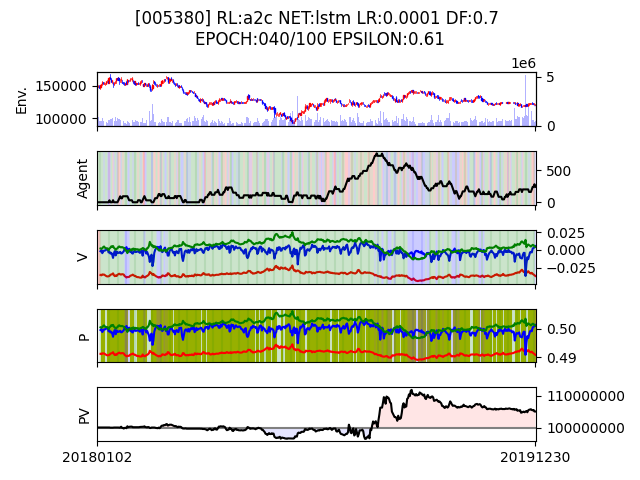 [005380] RL:a2c NET:lstm LR:0.0001 DF:0.7
EPOCH:040/100 EPSILON:0.61
1e6
Env.
150000
100000
5
0
Agent
500
0
V
0.025
0.000
−0.025
P
0.50
0.49
PV
110000000
100000000
20180102
20191230